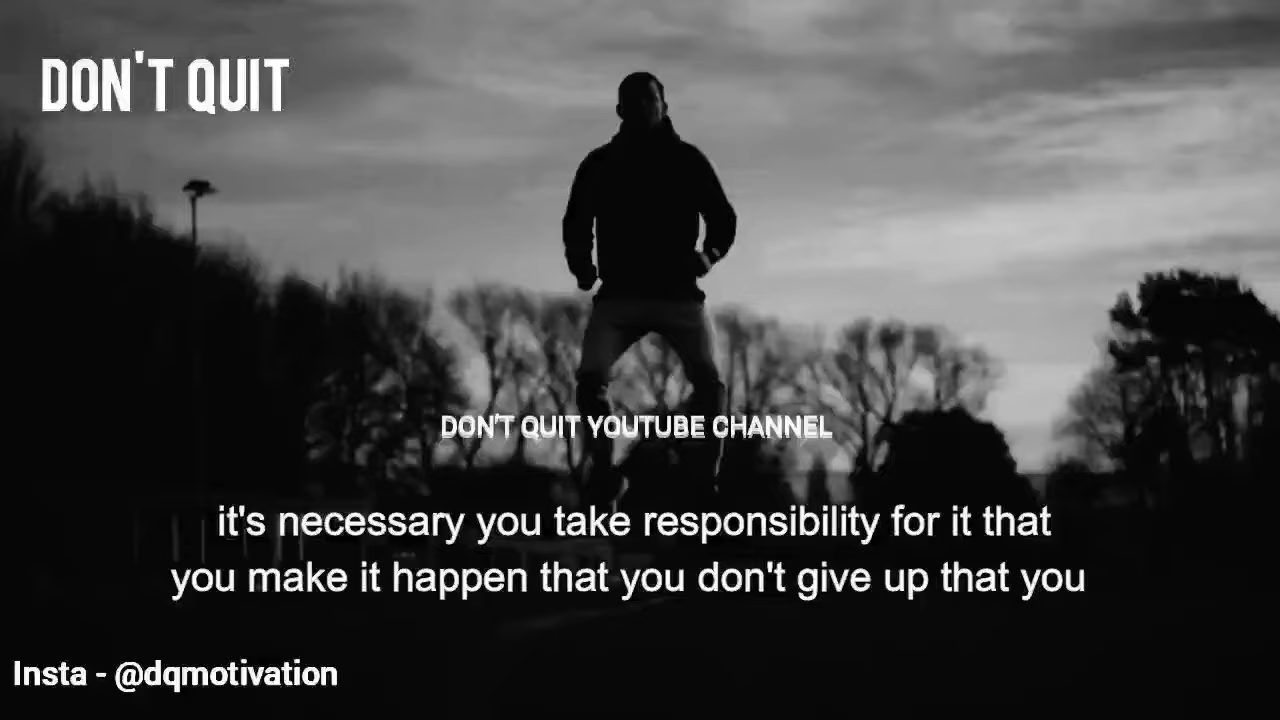 DON'T QUIT
DON'T QUIT YOUTUBE CHANNEL
it's necessary you take responsibility for it that
you make it happen that you don't give up that you
Insta - @dqmotivation